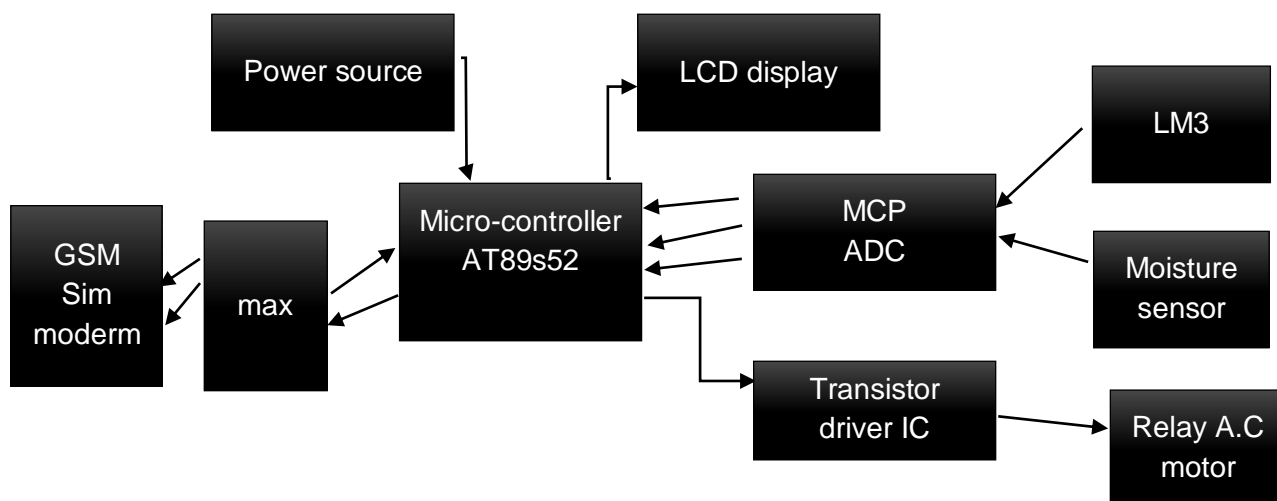 Power source
LCD display
LM3
Micro-controller
AT89s52
MCP
ADC
GSM
Sim
moderm
max
Moisture
sensor
Transistor
driver IC
Relay A.C
motor